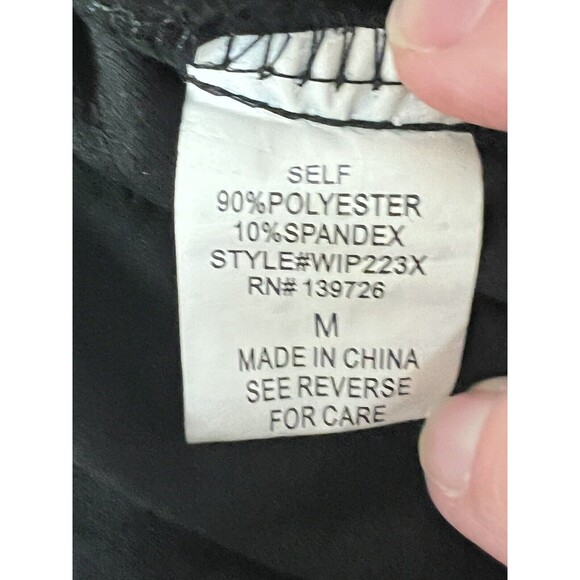 SELF
90%POLYESTER
10%SPANDEX
STYLE#WIP223X
RN# 139726
M
MADE IN CHINA
SEE REVERSE
FOR CARE